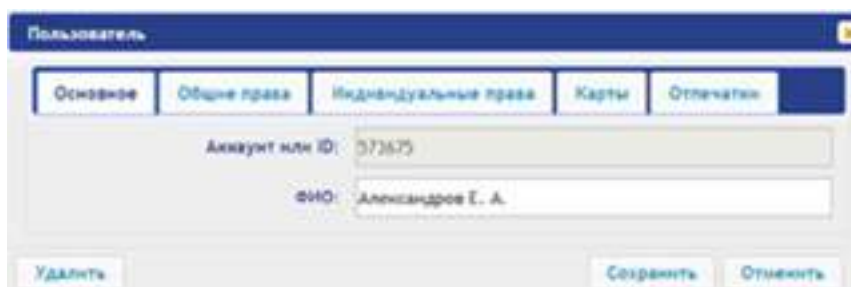 Пользователь
Основное Общие права Индивидуальные права Карты Отпечатки
Аккаунт или ID: 573675
ФИО: Александров Е. А.
Удалить Сохранить Отменить